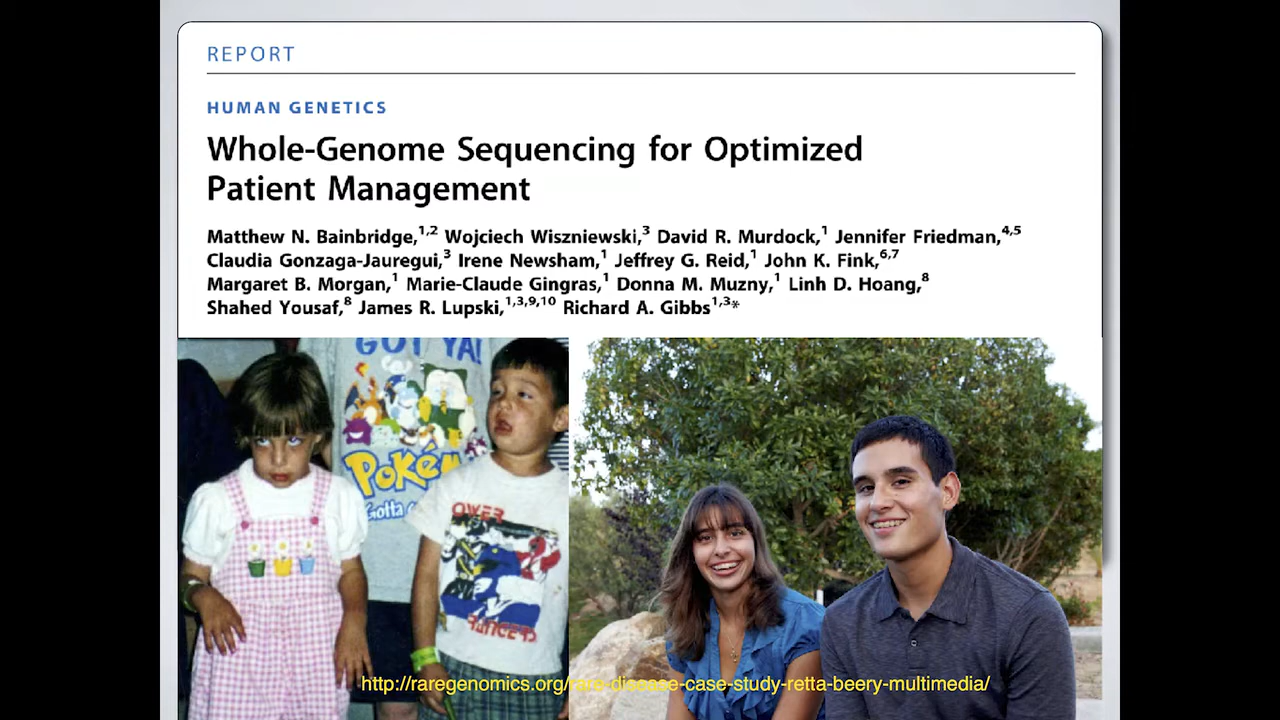 REPORT
HUMAN GENETICS
Whole-Genome Sequencing for Optimized
Patient Management
Matthew N. Bainbridge,1,2 Wojciech Wiszniewski,3 David R. Murdock,1 Jennifer Friedman,4,5
Claudia Gonzaga-Jauregui,3 Irene Newsham,1 Jeffrey G. Reid,1 John K. Fink,6,7
Margaret B. Morgan,1 Marie-Claude Gingras,1 Donna M. Muzny,1 Linh D. Hoang,8
Shahed Yousaf,8 James R. Lupski,1,3,9,10 Richard A. Gibbs1,3*
GOT YA!
Pokém
Gotta
OWER
RANGERS
http://raregenomics.org/rare-disease-case-study-retta-beery-multimedia/